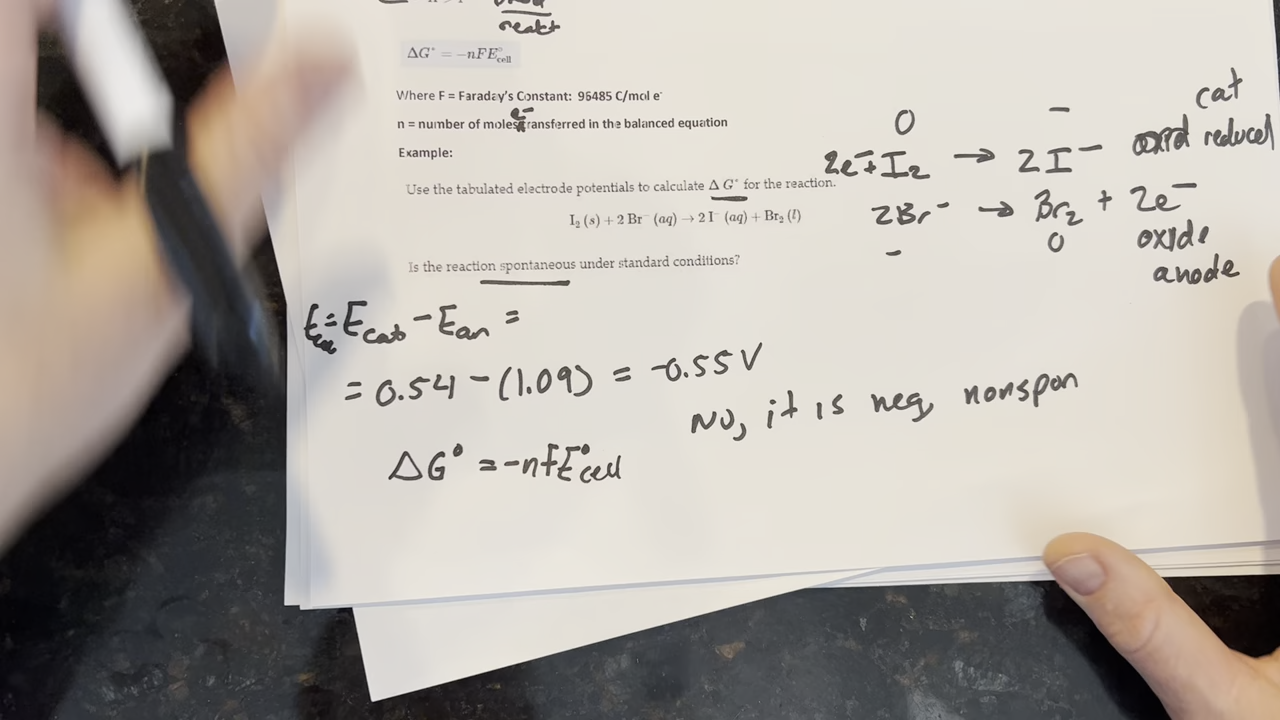 react
ΔG° = −nFE°cell
Where F = Faraday's Constant: 96485 C/mol e⁻
e⁻
n = number of moles transferred in the balanced equation
Example:
Use the tabulated electrode potentials to calculate Δ G° for the reaction.
I₂ (s) + 2 Br⁻ (aq) → 2 I⁻ (aq) + Br₂ (l)
Is the reaction spontaneous under standard conditions?
cat
0 −
2e⁻ + I₂ → 2I⁻ reduced
2Br⁻ → Br₂ + 2e⁻
− 0 oxide
anode
E = Ecat − Ean =
= 0.54 − (1.09) = -0.55 V
No, it is neg, nonspon
ΔG° = -nFE°cell